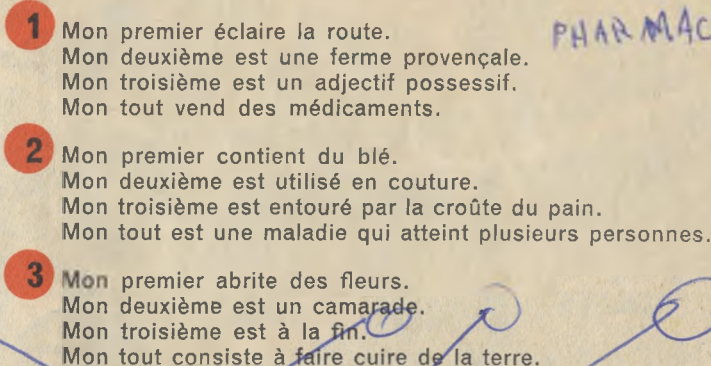 1 Mon premier éclaire la route. PHARMAC
Mon deuxième est une ferme provençale.
Mon troisième est un adjectif possessif.
Mon tout vend des médicaments.
2 Mon premier contient du blé.
Mon deuxième est utilisé en couture.
Mon troisième est entouré par la croûte du pain.
Mon tout est une maladie qui atteint plusieurs personnes.
3 Mon premier abrite des fleurs.
Mon deuxième est un camarade.
Mon troisième est à la fin.
Mon tout consiste à faire cuire de la terre.